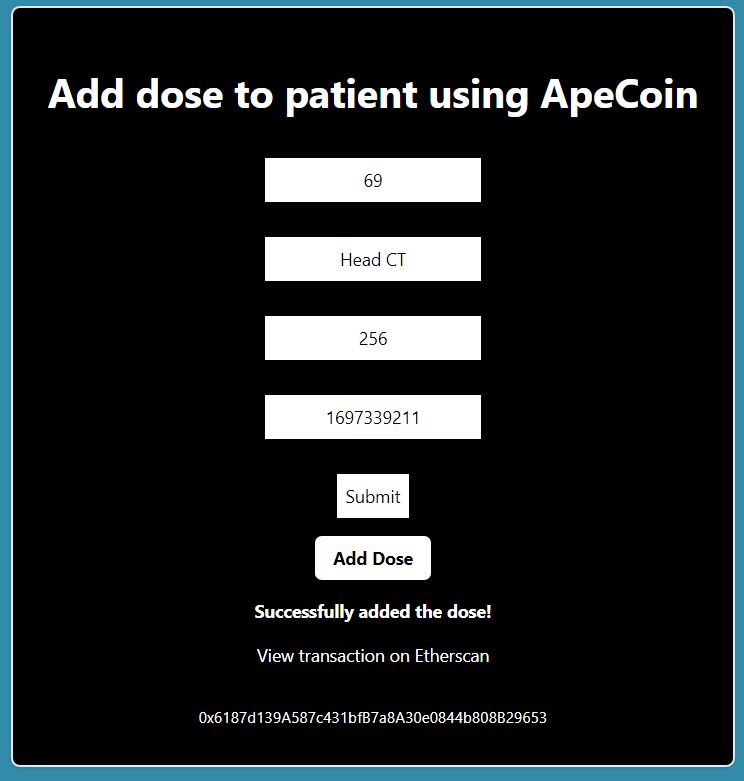 Add dose to patient using ApeCoin
69
Head CT
256
1697339211
Submit
Add Dose
Successfully added the dose!
View transaction on Etherscan
0x6187d139A587c431bfB7a8A30e0844b808B29653